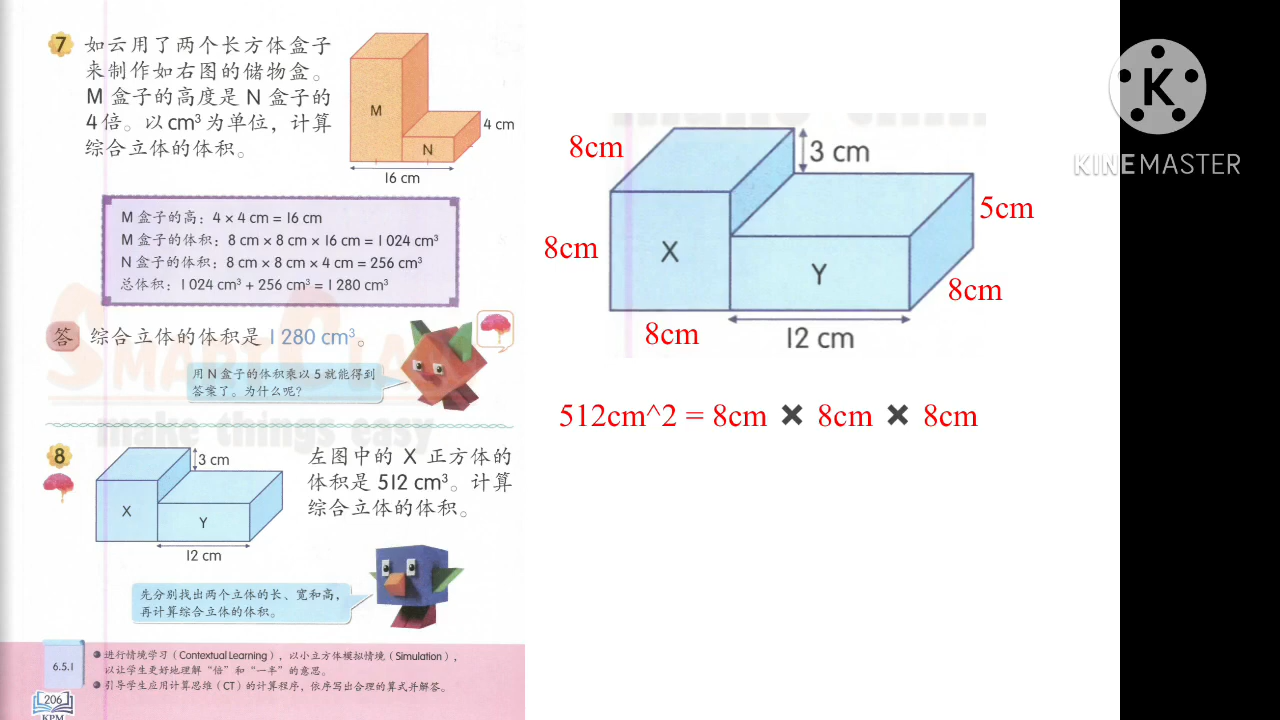 7 如云用了两个长方体盒子
来制作如右图的储物盒。
M 盒子的高度是 N 盒子的
4倍。以 cm³ 为单位，计算
综合立体的体积。
M
N
4 cm
16 cm
M 盒子的高：4 × 4 cm = 16 cm
M 盒子的体积：8 cm × 8 cm × 16 cm = 1 024 cm³
N 盒子的体积：8 cm × 8 cm × 4 cm = 256 cm³
总体积：1 024 cm³ + 256 cm³ = 1 280 cm³
答 综合立体的体积是 1 280 cm³。
用 N 盒子的体积乘以 5 就能得到
答案了。为什么呢？
SMART CLA
make things easy
8
3 cm
X
Y
12 cm
左图中的 X 正方体的
体积是 512 cm³。计算
综合立体的体积。
先分别找出两个立体的长、宽和高，
再计算综合立体的体积。
6.5.1
● 进行情境学习（Contextual Learning），以小立方体模拟情境（Simulation），
以让学生更好地理解“倍”和“一半”的意思。
● 引导学生应用计算思维（CT）的计算程序，依序写出合理的算式并解答。
206
KPM
8cm
3 cm
5cm
8cm
X
Y
8cm
8cm
12 cm
512cm^2 = 8cm ✖ 8cm ✖ 8cm
K
KINEMASTER